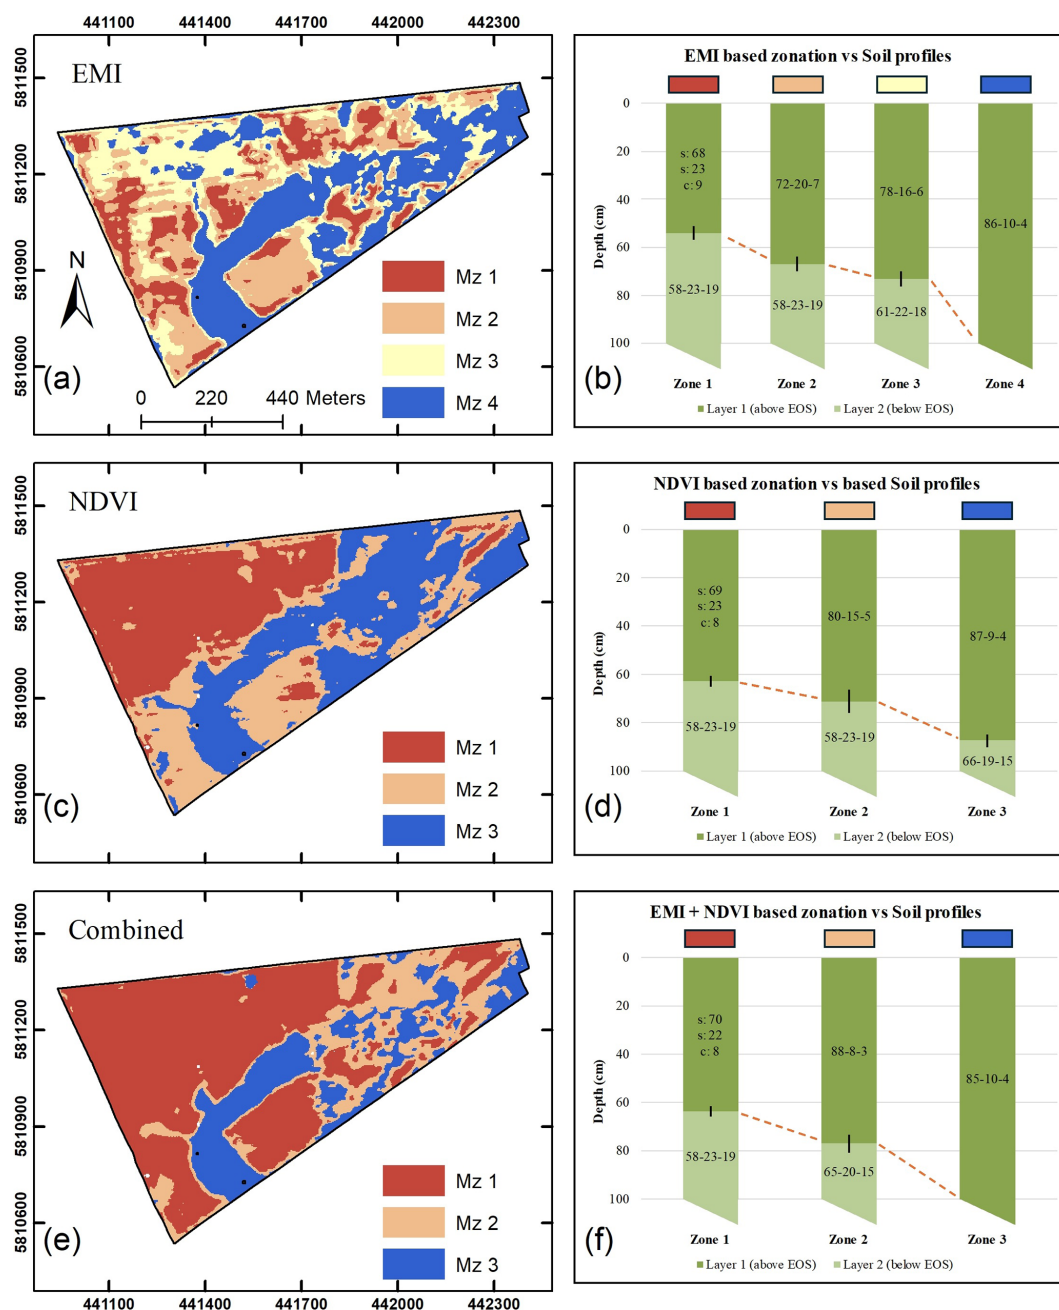 441100 441400 441700 442000 442300
5811500
5811200
5810900
5810600
EMI
N
Mz 1
Mz 2
Mz 3
Mz 4
0 220 440 Meters
(a)
EMI based zonation vs Soil profiles
0
20
40
60
80
100
Depth (cm)
s: 68
s: 23
c: 9
72-20-7
78-16-6
86-10-4
58-23-19
58-23-19
61-22-18
Zone 1 Zone 2 Zone 3 Zone 4
Layer 1 (above EOS) Layer 2 (below EOS)
(b)
5811500
5811200
5810900
5810600
NDVI
Mz 1
Mz 2
Mz 3
(c)
NDVI based zonation vs based Soil profiles
0
20
40
60
80
100
Depth (cm)
s: 69
s: 23
c: 8
80-15-5
87-9-4
58-23-19
58-23-19
66-19-15
Zone 1 Zone 2 Zone 3
Layer 1 (above EOS) Layer 2 (below EOS)
(d)
5811500
5811200
5810900
5810600
Combined
Mz 1
Mz 2
Mz 3
(e)
441100 441400 441700 442000 442300
EMI + NDVI based zonation vs Soil profiles
0
20
40
60
80
100
Depth (cm)
s: 70
s: 22
c: 8
88-8-3
85-10-4
58-23-19
65-20-15
Zone 1 Zone 2 Zone 3
Layer 1 (above EOS) Layer 2 (below EOS)
(f)